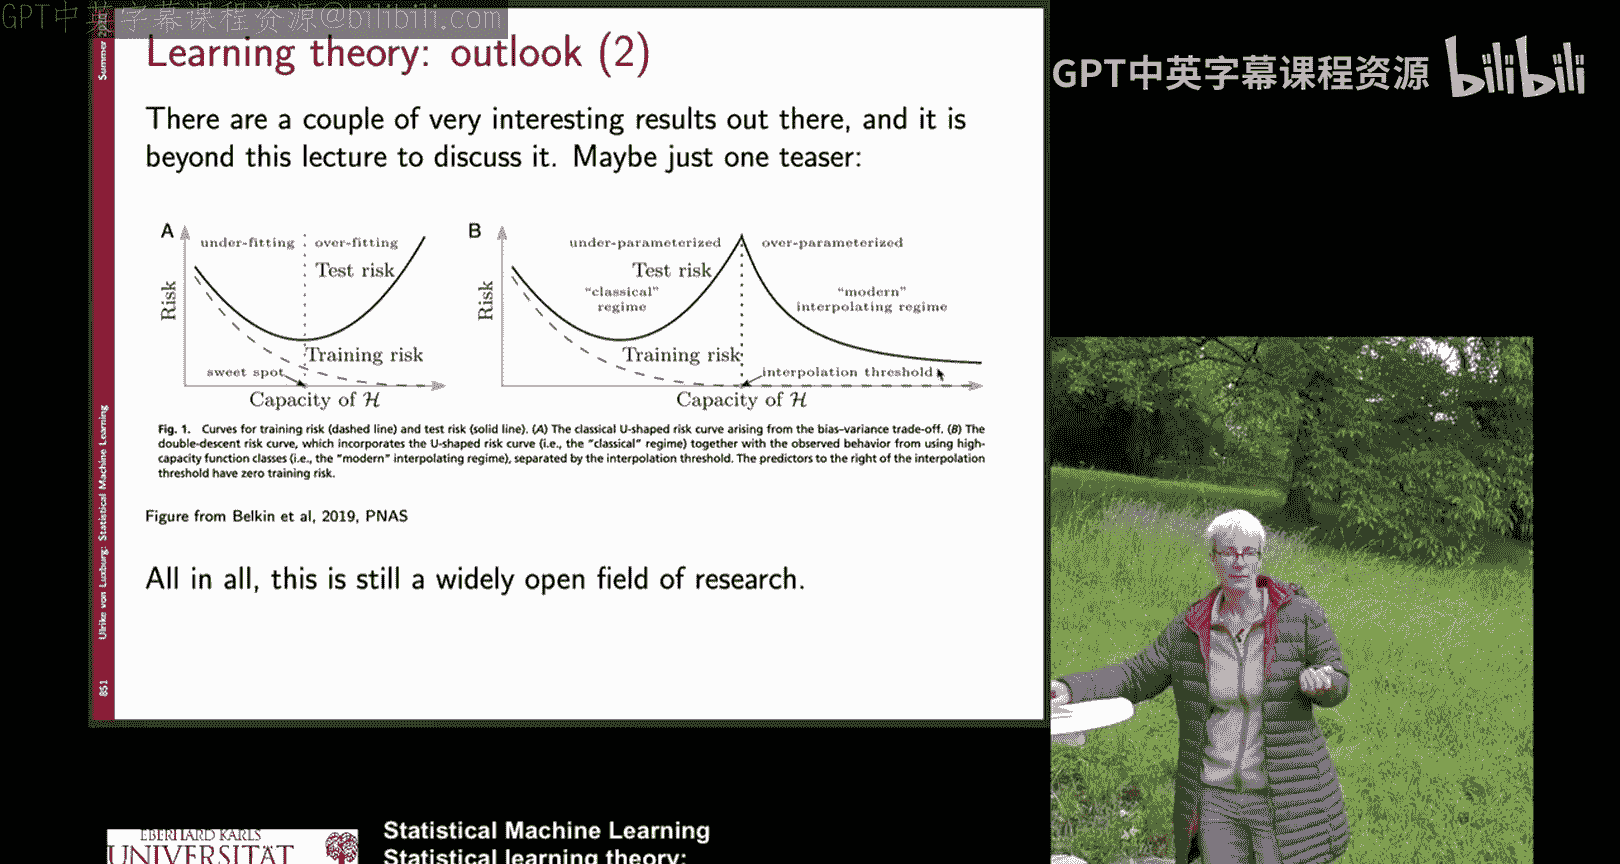 GPT中英字幕课程资源@bilibili.com
GPT中英字幕课程资源 bilibili
Learning theory: outlook (2)
There are a couple of very interesting results out there, and it is
beyond this lecture to discuss it. Maybe just one teaser:
A
under-fitting
over-fitting
Test risk
Risk
Training risk
sweet spot
Capacity of H
B
under-parameterized
over-parameterized
Test risk
"classical"
regime
"modern"
interpolating regime
Risk
Training risk
interpolation threshold
Capacity of H
Fig. 1. Curves for training risk (dashed line) and test risk (solid line). (A) The classical U-shaped risk curve arising from the bias–variance trade-off. (B) The
double-descent risk curve, which incorporates the U-shaped risk curve (i.e., the "classical" regime) together with the observed behavior from using high-
capacity function classes (i.e., the "modern" interpolating regime), separated by the interpolation threshold. The predictors to the right of the interpolation
threshold have zero training risk.
Figure from Belkin et al, 2019, PNAS
All in all, this is still a widely open field of research.
Summer
Ulrike von Luxburg: Statistical Machine Learning
851
EBERHARD KARLS
UNIVERSITÄT
Statistical Machine Learning
Statistical learning theory: